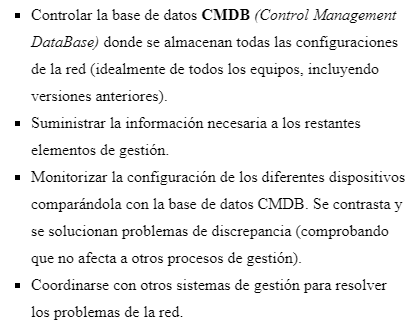 ▪ Controlar la base de datos CMDB (Control Management
DataBase) donde se almacenan todas las configuraciones
de la red (idealmente de todos los equipos, incluyendo
versiones anteriores).
▪ Suministrar la información necesaria a los restantes
elementos de gestión.
▪ Monitorizar la configuración de los diferentes dispositivos
comparándola con la base de datos CMDB. Se contrasta y
se solucionan problemas de discrepancia (comprobando
que no afecta a otros procesos de gestión).
▪ Coordinarse con otros sistemas de gestión para resolver
los problemas de la red.